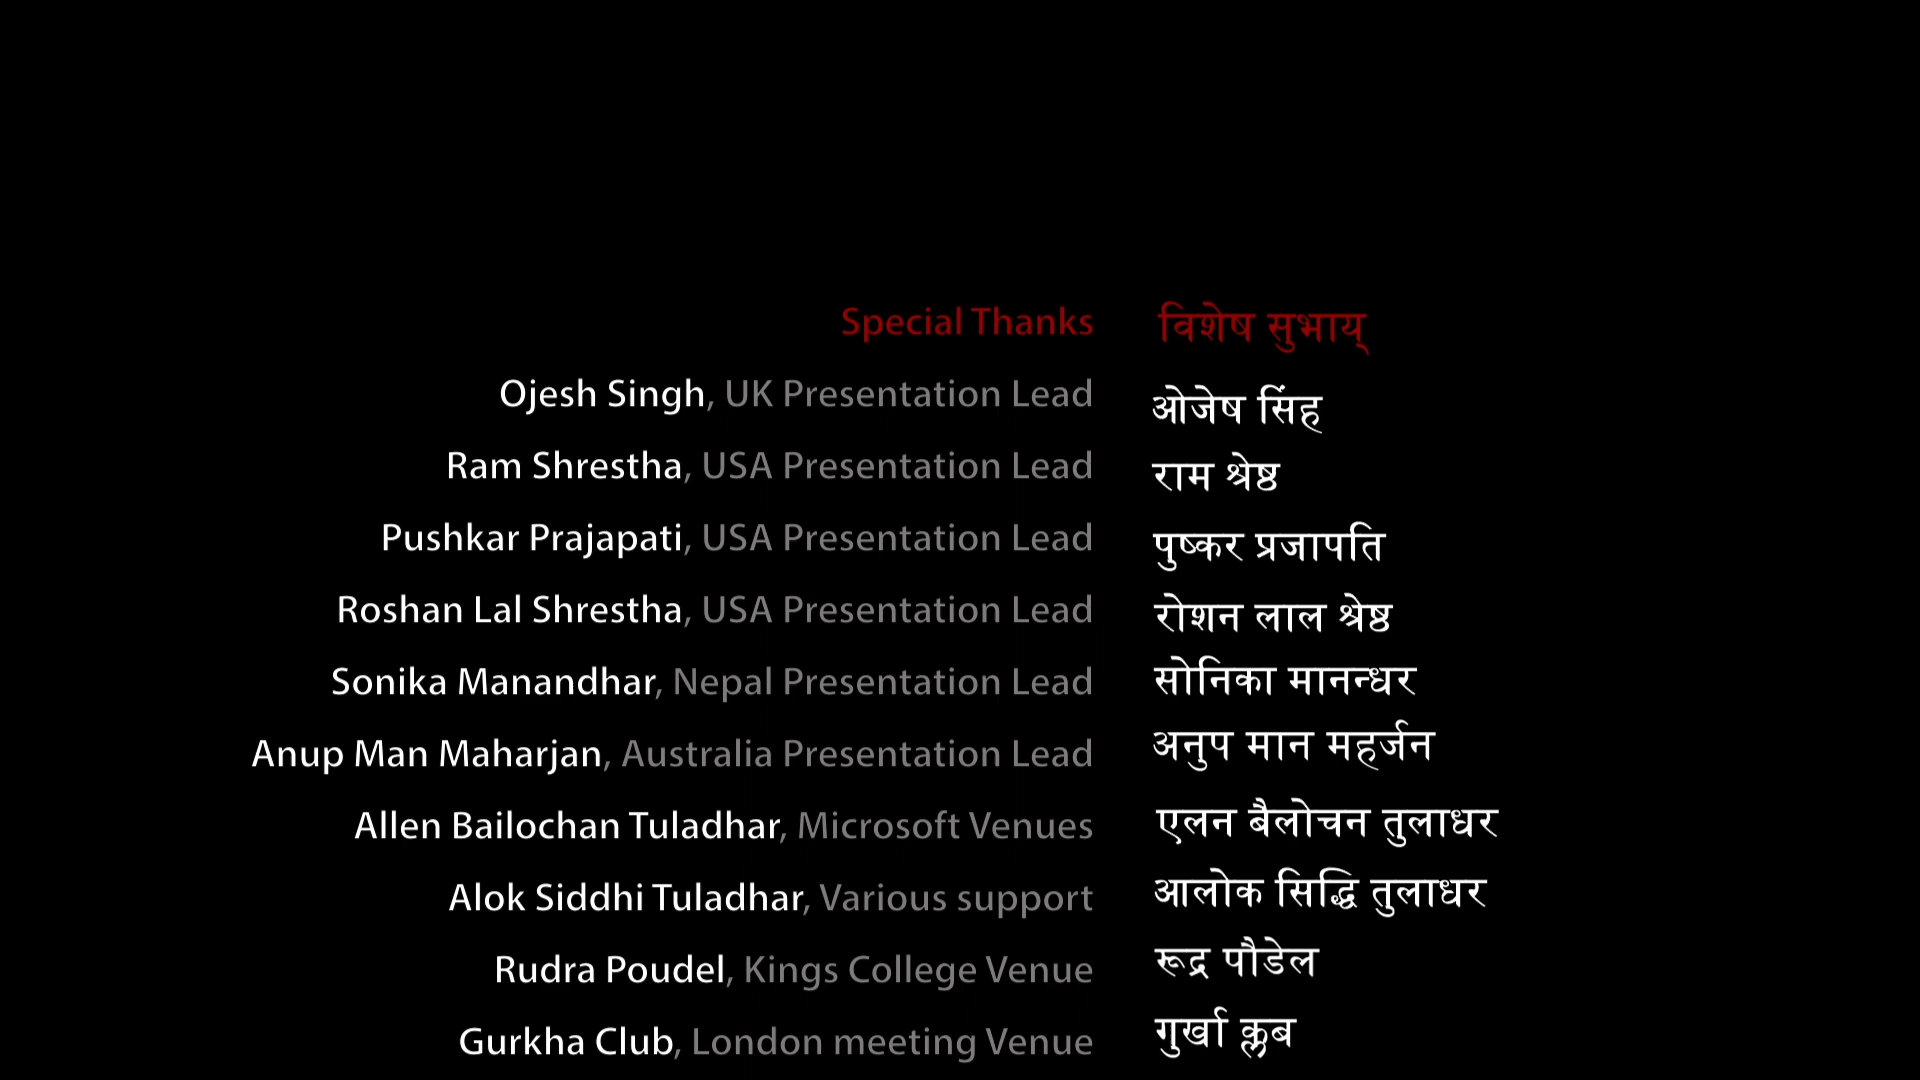 Special Thanks विशेष सुभाय्
Ojesh Singh, UK Presentation Lead ओजेष सिंह
Ram Shrestha, USA Presentation Lead राम श्रेष्ठ
Pushkar Prajapati, USA Presentation Lead पुष्कर प्रजापति
Roshan Lal Shrestha, USA Presentation Lead रोशन लाल श्रेष्ठ
Sonika Manandhar, Nepal Presentation Lead सोनिका मानन्धर
Anup Man Maharjan, Australia Presentation Lead अनुप मान महर्जन
Allen Bailochan Tuladhar, Microsoft Venues एलन बैलोचन तुलाधर
Alok Siddhi Tuladhar, Various support आलोक सिद्धि तुलाधर
Rudra Poudel, Kings College Venue रूद्र पौडेल
Gurkha Club, London meeting Venue गुर्खा क्लब